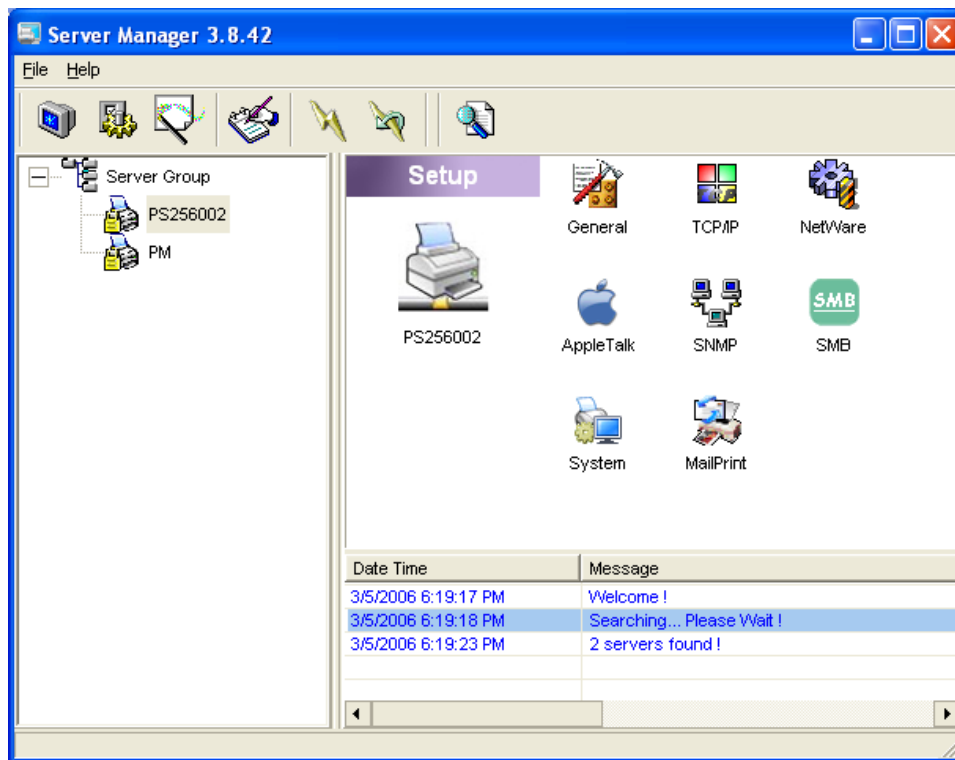 Server Manager 3.8.42
File Help
Server Group
PS256002
PM
Setup
PS256002
General TCP/IP NetWare
AppleTalk SNMP SMB
SMB
System MailPrint
Date Time Message
3/5/2006 6:19:17 PM Welcome !
3/5/2006 6:19:18 PM Searching... Please Wait !
3/5/2006 6:19:23 PM 2 servers found !